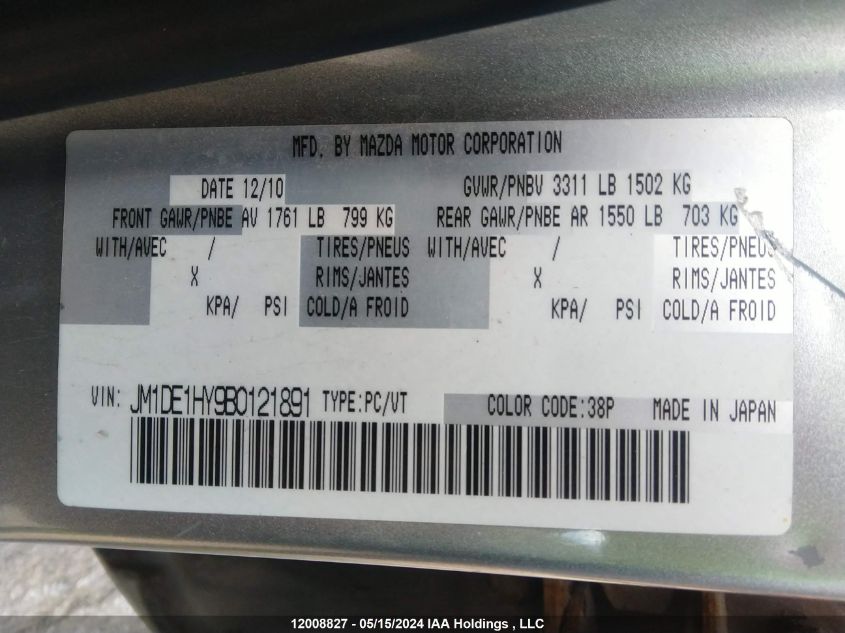 MFD. BY MAZDA MOTOR CORPORATION
DATE 12/10 GVWR/PNBV 3311 LB 1502 KG
FRONT GAWR/PNBE AV 1761 LB 799 KG REAR GAWR/PNBE AR 1550 LB 703 KG
WITH/AVEC / TIRES/PNEUS WITH/AVEC / TIRES/PNEUS
X RIMS/JANTES X RIMS/JANTES
KPA/ PSI COLD/A FROID KPA/ PSI COLD/A FROID
VIN: JM1DE1HY9B0121891 TYPE:PC/VT COLOR CODE:38P MADE IN JAPAN
12008827 - 05/15/2024 IAA Holdings , LLC